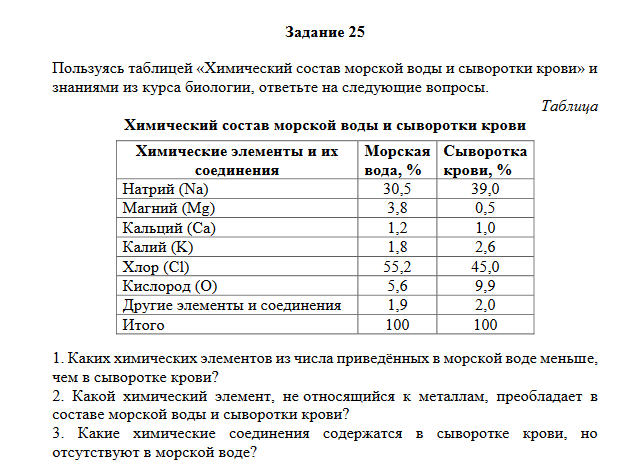 Задание 25
Пользуясь таблицей «Химический состав морской воды и сыворотки крови» и
знаниями из курса биологии, ответьте на следующие вопросы.
Таблица
Химический состав морской воды и сыворотки крови
Химические элементы и их соединения Морская вода, % Сыворотка крови, %
Натрий (Na) 30,5 39,0
Магний (Mg) 3,8 0,5
Кальций (Ca) 1,2 1,0
Калий (K) 1,8 2,6
Хлор (Cl) 55,2 45,0
Кислород (O) 5,6 9,9
Другие элементы и соединения 1,9 2,0
Итого 100 100
1. Каких химических элементов из числа приведённых в морской воде меньше,
чем в сыворотке крови?
2. Какой химический элемент, не относящийся к металлам, преобладает в
составе морской воды и сыворотки крови?
3. Какие химические соединения содержатся в сыворотке крови, но
отсутствуют в морской воде?